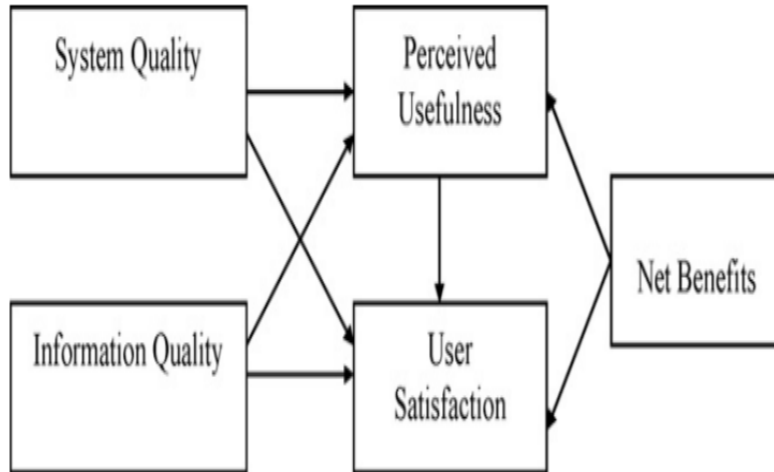 System Quality
Perceived
Usefulness
Net Benefits
Information Quality
User
Satisfaction